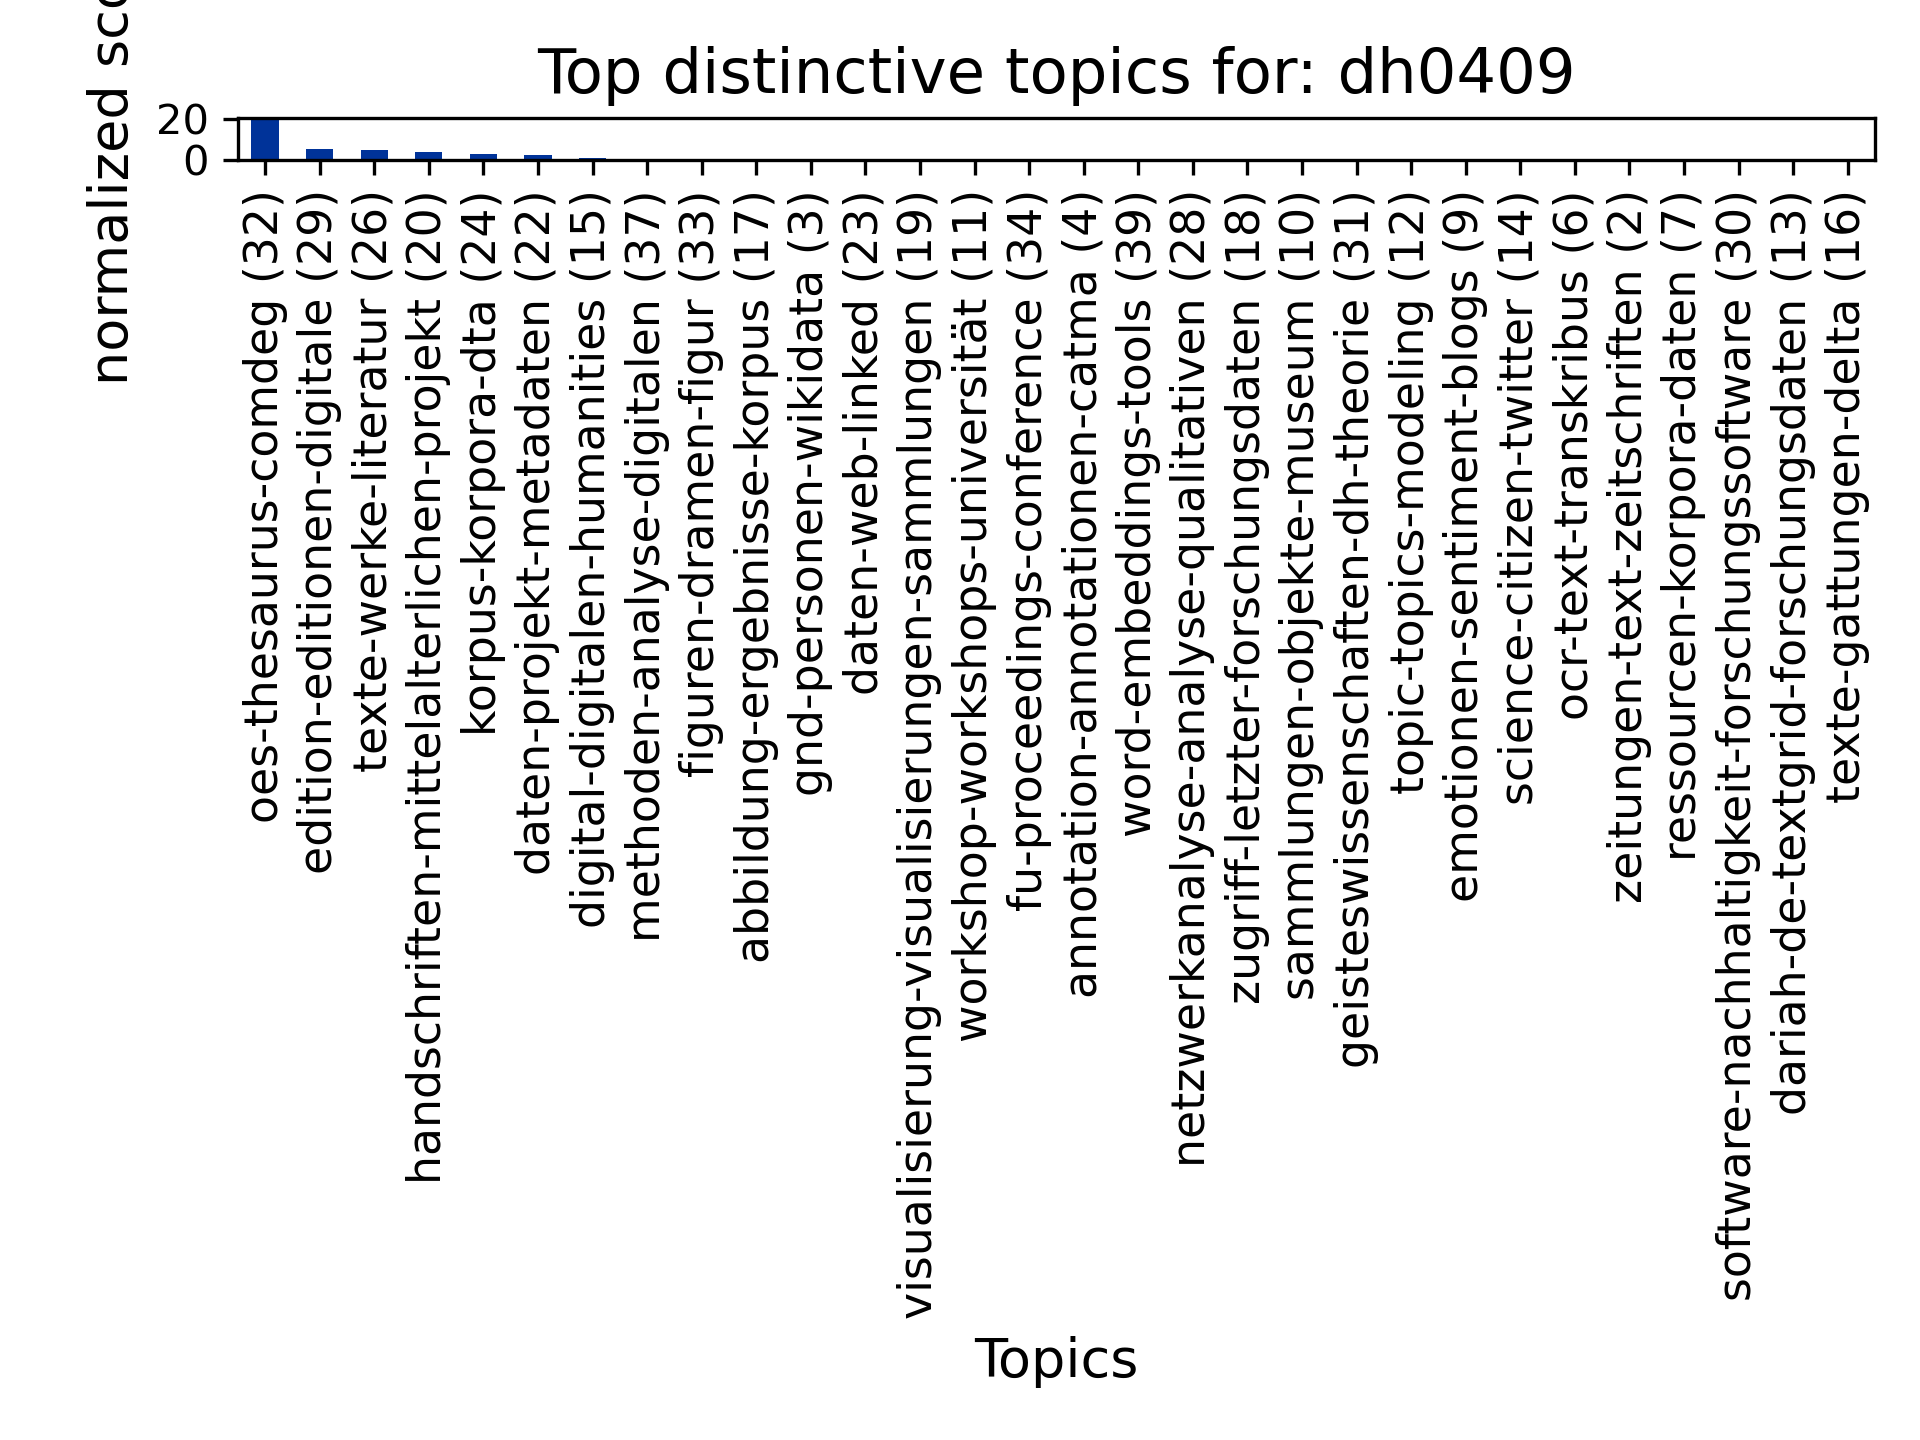 Top distinctive topics for: dh0409
normalized
20
0
oes-thesaurus-comdeg (32)
edition-editionen-digitale (29)
texte-werke-literatur (26)
handschriften-mittelalterlichen-projekt (20)
korpus-korpora-dta (24)
daten-projekt-metadaten (22)
digital-digitalen-humanities (15)
methoden-analyse-digitalen (37)
figuren-dramen-figur (33)
abbildung-ergebnisse-korpus (17)
gnd-personen-wikidata (3)
daten-web-linked (23)
visualisierung-visualisierungen-sammlungen (19)
workshop-workshops-universität (11)
fu-proceedings-conference (34)
annotation-annotationen-catma (4)
word-embeddings-tools (39)
netzwerkanalyse-analyse-qualitativen (28)
zugriff-letzter-forschungsdaten (18)
sammlungen-objekte-museum (10)
geisteswissenschaften-dh-theorie (31)
topic-topics-modeling (12)
emotionen-sentiment-blogs (9)
science-citizen-twitter (14)
ocr-text-transkribus (6)
zeitungen-text-zeitschriften (2)
ressourcen-korpora-daten (7)
software-nachhaltigkeit-forschungssoftware (30)
dariah-de-textgrid-forschungsdaten (13)
texte-gattungen-delta (16)
Topics